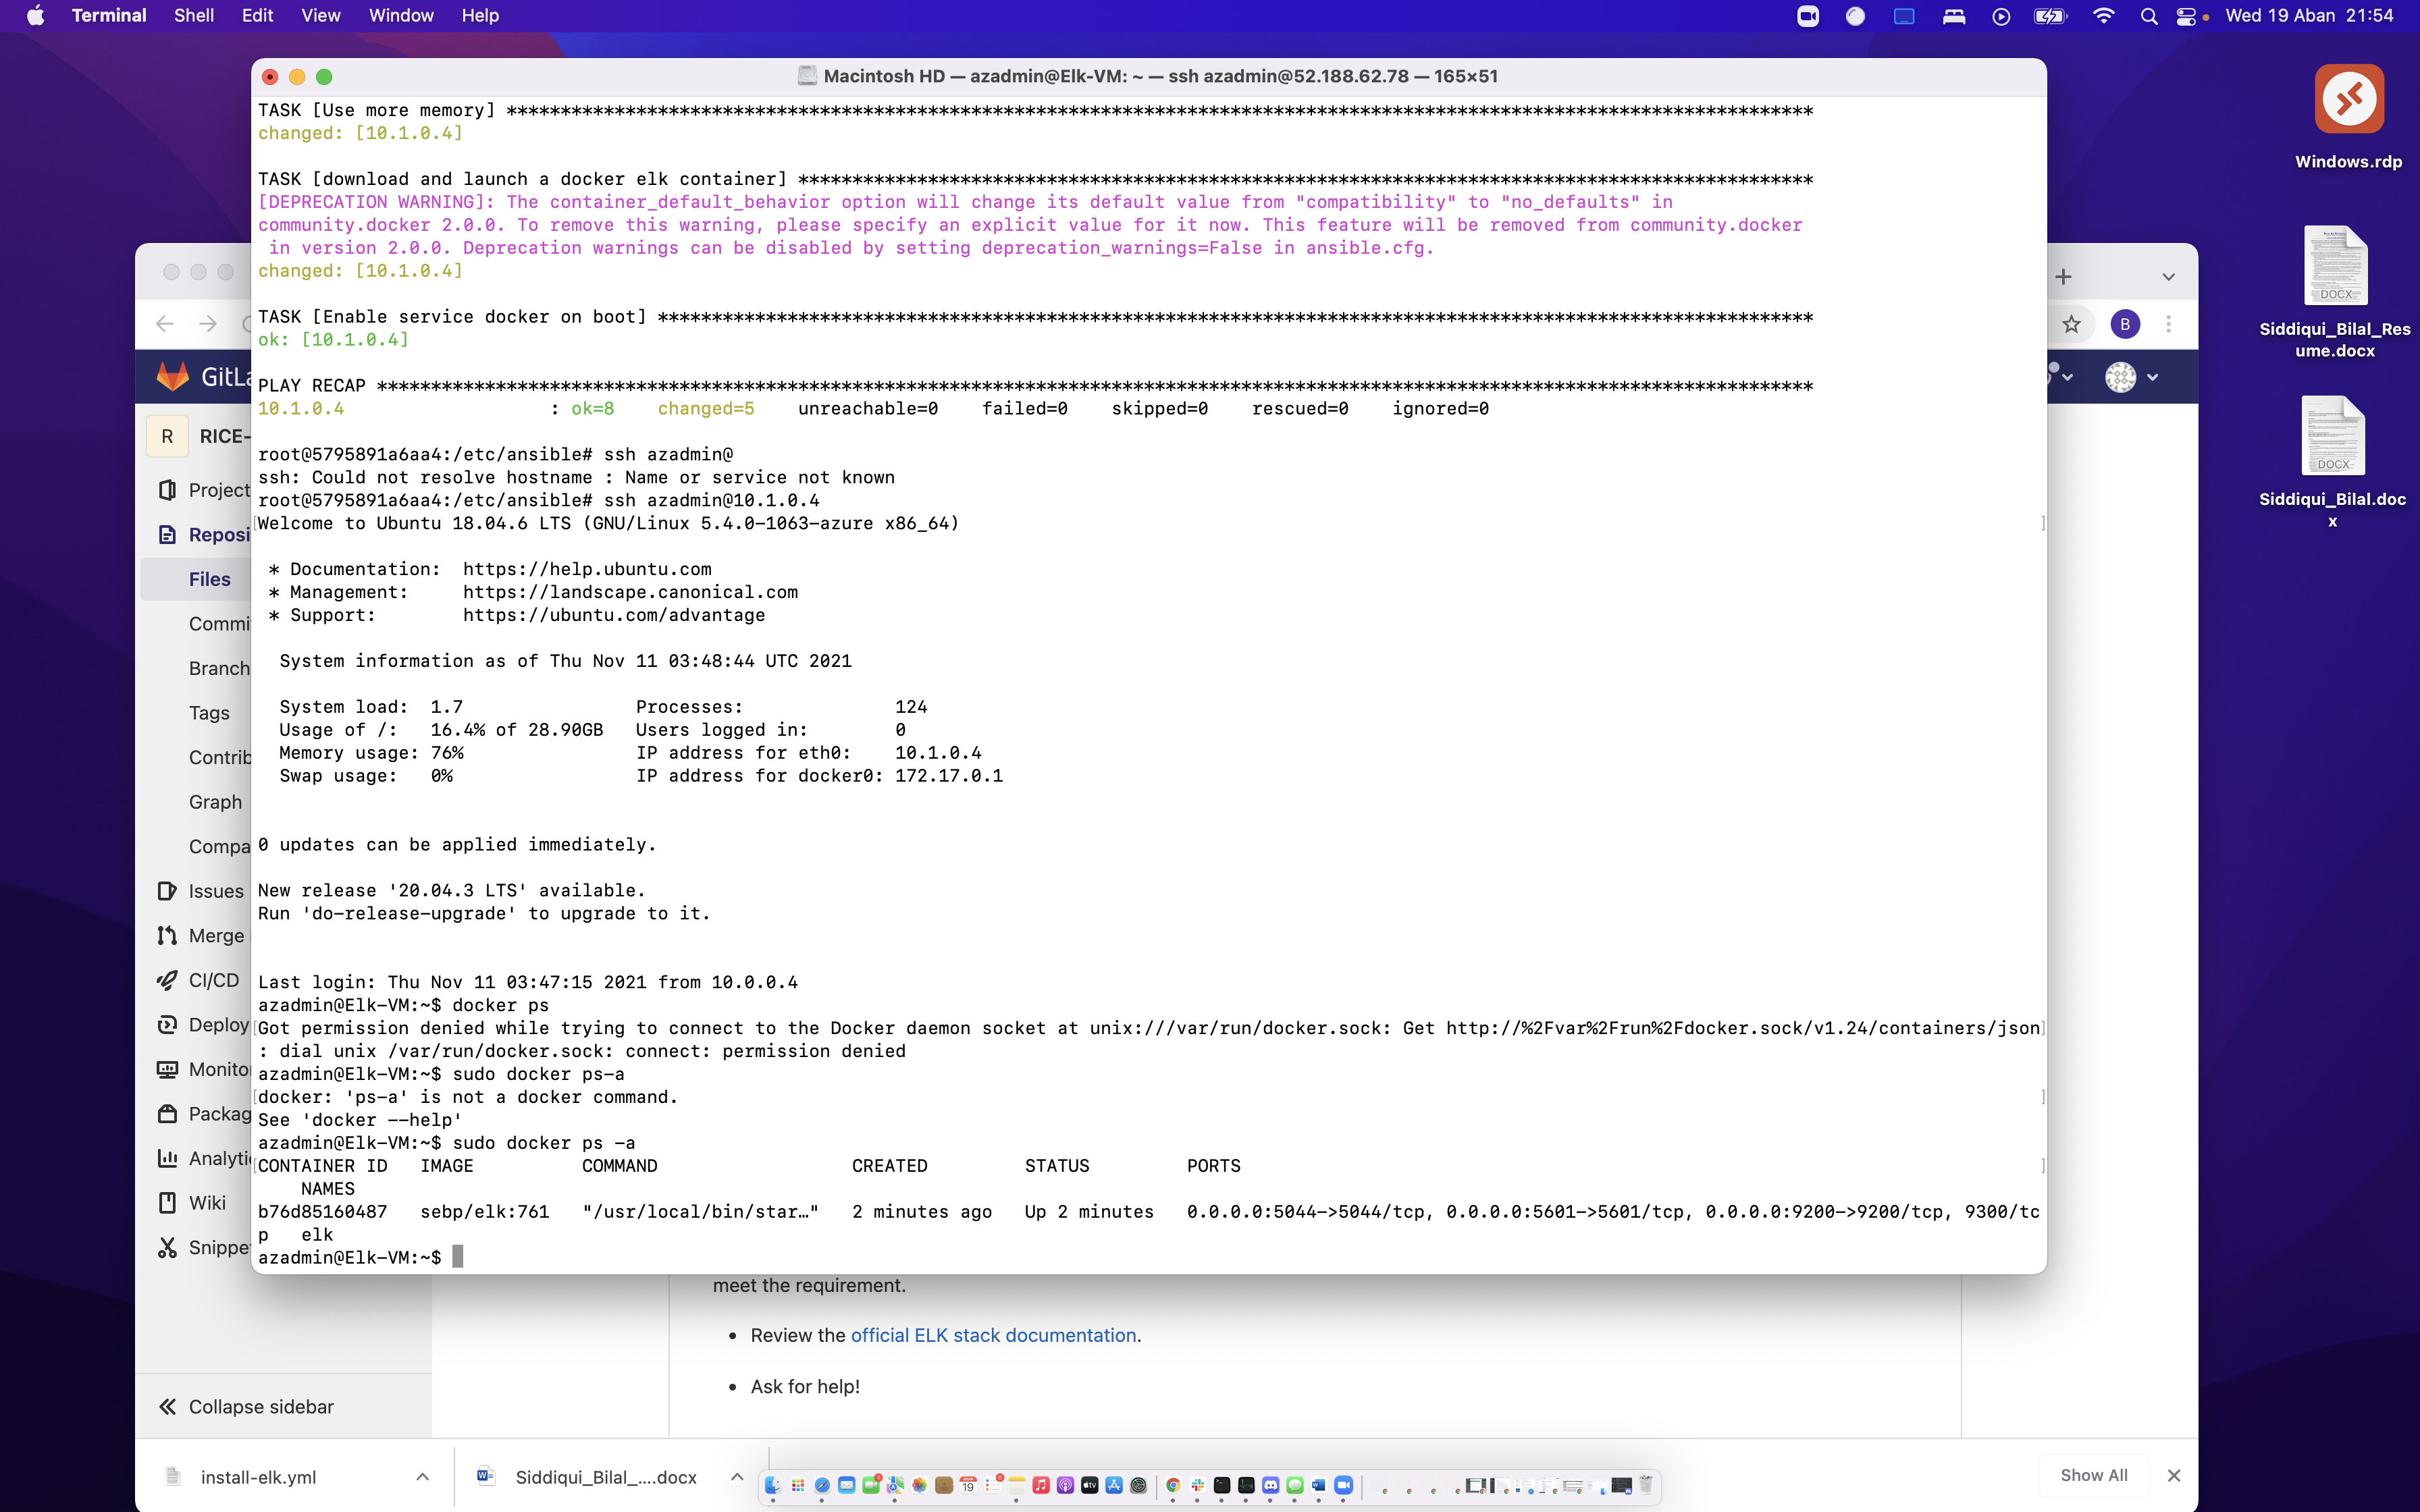 Terminal Shell Edit View Window Help
Wed 19 Aban 21:54
Macintosh HD — azadmin@Elk-VM: ~ — ssh azadmin@52.188.62.78 — 165×51
TASK [Use more memory] *************************************************************************************************************************
changed: [10.1.0.4]
TASK [download and launch a docker elk container] **********************************************************************************************
[DEPRECATION WARNING]: The container_default_behavior option will change its default value from "compatibility" to "no_defaults" in
community.docker 2.0.0. To remove this warning, please specify an explicit value for it now. This feature will be removed from community.docker
in version 2.0.0. Deprecation warnings can be disabled by setting deprecation_warnings=False in ansible.cfg.
changed: [10.1.0.4]
TASK [Enable service docker on boot] ***********************************************************************************************************
ok: [10.1.0.4]
PLAY RECAP *************************************************************************************************************************************
10.1.0.4 : ok=8 changed=5 unreachable=0 failed=0 skipped=0 rescued=0 ignored=0
root@5795891a6aa4:/etc/ansible# ssh azadmin@
ssh: Could not resolve hostname : Name or service not known
root@5795891a6aa4:/etc/ansible# ssh azadmin@10.1.0.4
Welcome to Ubuntu 18.04.6 LTS (GNU/Linux 5.4.0-1063-azure x86_64)
* Documentation: https://help.ubuntu.com
* Management: https://landscape.canonical.com
* Support: https://ubuntu.com/advantage
System information as of Thu Nov 11 03:48:44 UTC 2021
System load: 1.7 Processes: 124
Usage of /: 16.4% of 28.90GB Users logged in: 0
Memory usage: 76% IP address for eth0: 10.1.0.4
Swap usage: 0% IP address for docker0: 172.17.0.1
0 updates can be applied immediately.
New release '20.04.3 LTS' available.
Run 'do-release-upgrade' to upgrade to it.
Last login: Thu Nov 11 03:47:15 2021 from 10.0.0.4
azadmin@Elk-VM:~$ docker ps
Got permission denied while trying to connect to the Docker daemon socket at unix:///var/run/docker.sock: Get http://%2Fvar%2Frun%2Fdocker.sock/v1.24/containers/json
: dial unix /var/run/docker.sock: connect: permission denied
azadmin@Elk-VM:~$ sudo docker ps-a
docker: 'ps-a' is not a docker command.
See 'docker --help'
azadmin@Elk-VM:~$ sudo docker ps -a
CONTAINER ID IMAGE COMMAND CREATED STATUS PORTS
NAMES
b76d85160487 sebp/elk:761 "/usr/local/bin/star…" 2 minutes ago Up 2 minutes 0.0.0.0:5044->5044/tcp, 0.0.0.0:5601->5601/tcp, 0.0.0.0:9200->9200/tcp, 9300/tc
p elk
azadmin@Elk-VM:~$
GitLa
R RICE-
Project
Reposi
Files
Commi
Branch
Tags
Contrib
Graph
Compa
Issues
Merge
CI/CD
Deploy
Monito
Packag
Analyti
Wiki
Snippe
Collapse sidebar
B
meet the requirement.
• Review the official ELK stack documentation.
• Ask for help!
install-elk.yml
Siddiqui_Bilal_....docx
Show All
Windows.rdp
DOCX
Siddiqui_Bilal_Res
ume.docx
DOCX
Siddiqui_Bilal.doc
x
19